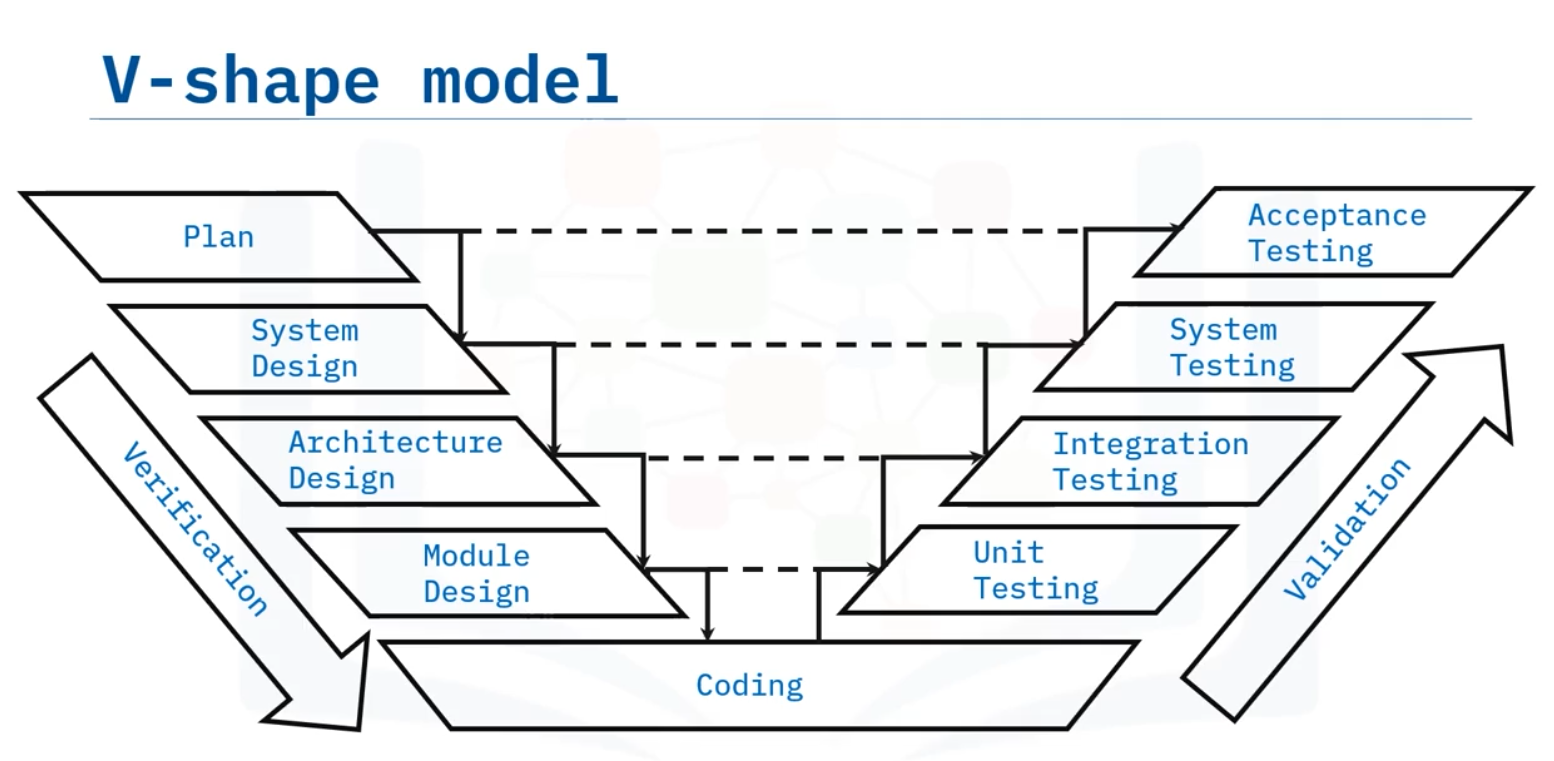 V-shape model
Plan
Acceptance
Testing
System
Design
System
Testing
Architecture
Design
Integration
Testing
Module
Design
Unit
Testing
Coding
Verification
Validation